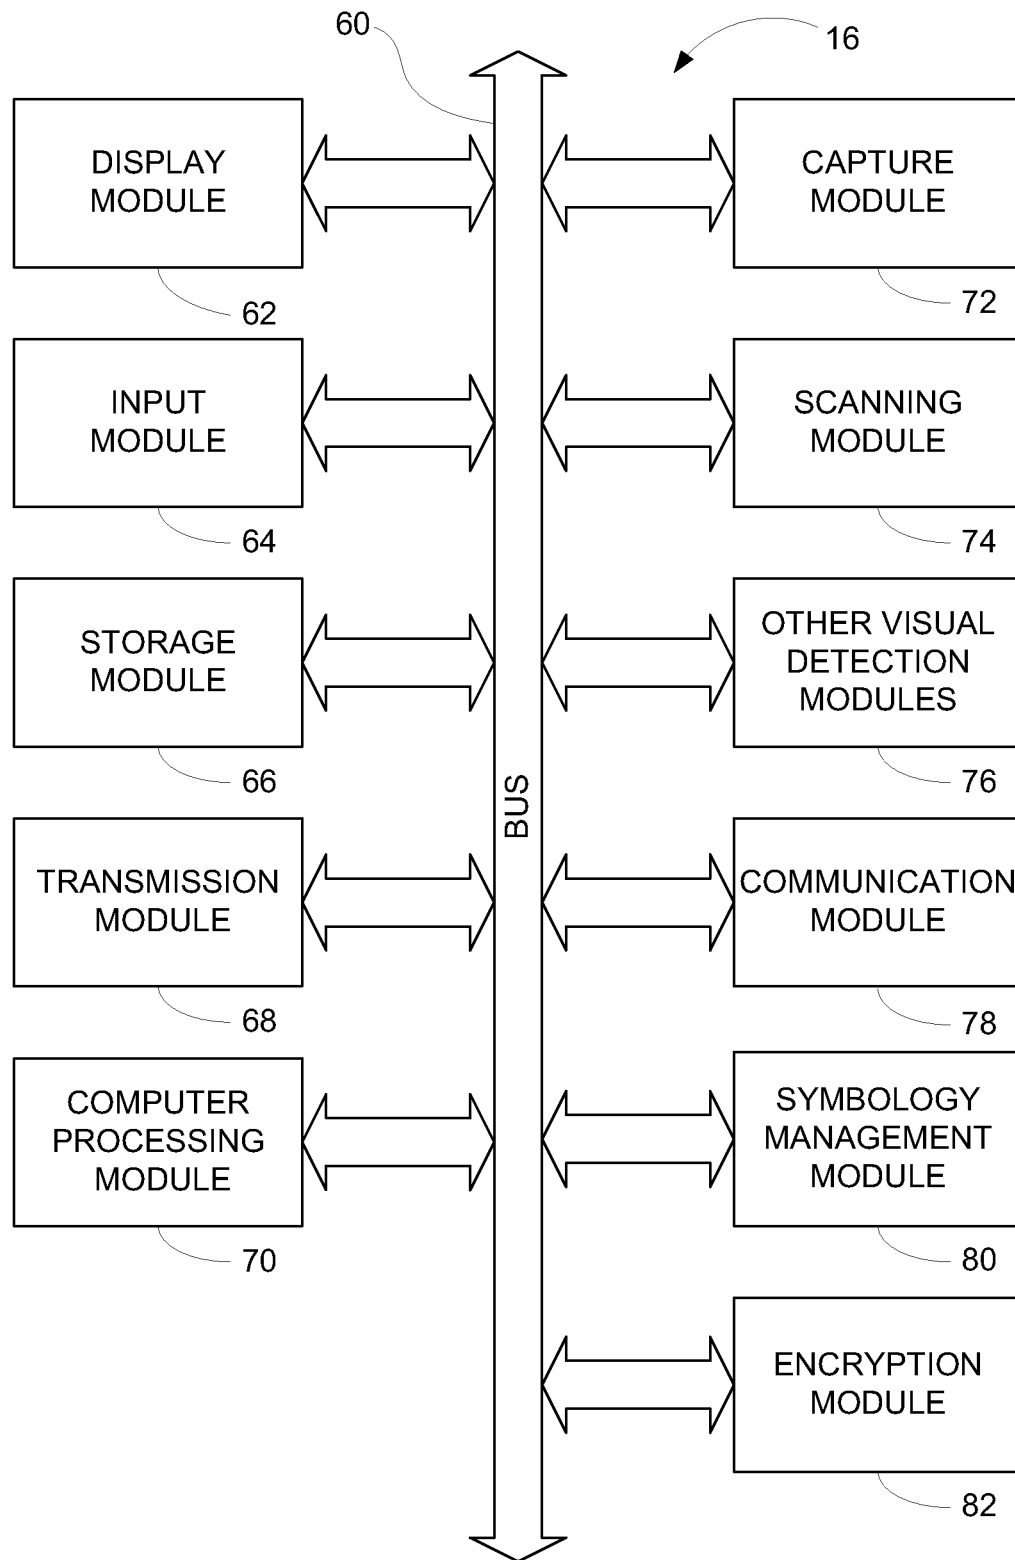 60
16
DISPLAY
MODULE
62
CAPTURE
MODULE
72
INPUT
MODULE
64
SCANNING
MODULE
74
STORAGE
MODULE
66
OTHER VISUAL
DETECTION
MODULES
76
BUS
TRANSMISSION
MODULE
68
COMMUNICATION
MODULE
78
COMPUTER
PROCESSING
MODULE
70
SYMBOLOGY
MANAGEMENT
MODULE
80
ENCRYPTION
MODULE
82